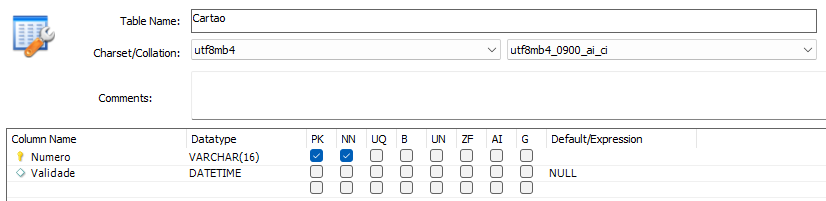 Table Name: Cartao
Charset/Collation: utf8mb4 utf8mb4_0900_ai_ci
Comments:
Column Name Datatype PK NN UQ B UN ZF AI G Default/Expression
Numero VARCHAR(16)
Validade DATETIME NULL